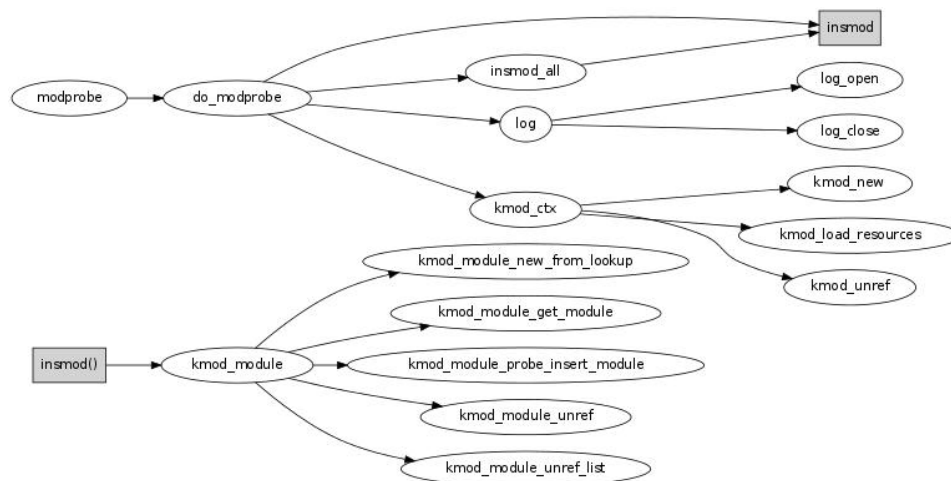 insmod
insmod_all
log_open
modprobe
do_modprobe
log
log_close
kmod_new
kmod_ctx
kmod_load_resources
kmod_module_new_from_lookup
kmod_unref
kmod_module_get_module
insmod()
kmod_module
kmod_module_probe_insert_module
kmod_module_unref
kmod_module_unref_list